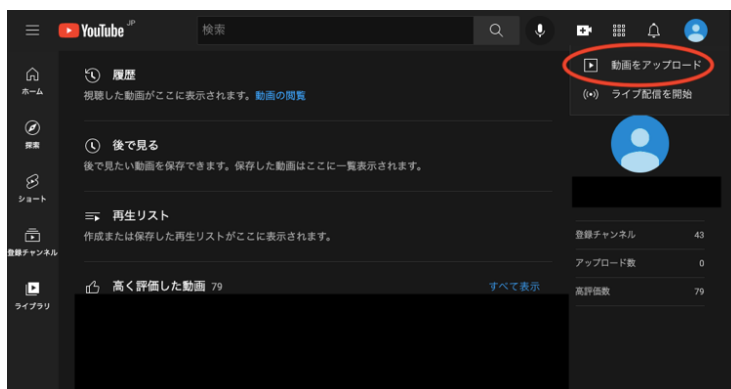 YouTube JP
検索
動画をアップロード
ライブ配信を開始
ホーム
探索
ショート
登録チャンネル
ライブラリ
履歴
視聴した動画がここに表示されます。動画の閲覧
後で見る
後で見たい動画を保存できます。保存した動画はここに一覧表示されます。
再生リスト
作成または保存した再生リストがここに表示されます。
高く評価した動画 79
すべて表示
登録チャンネル 43
アップロード数 0
高評価数 79